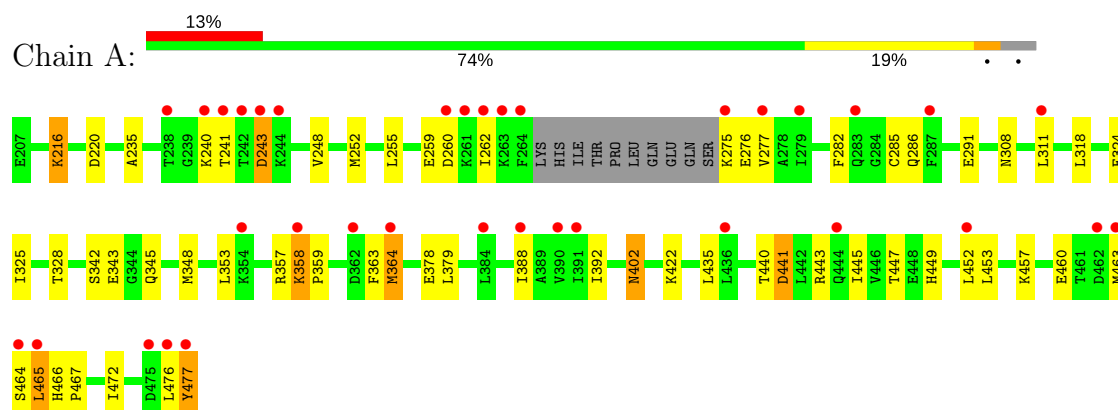 13%
Chain A:
74% 19% • •
E207 K216 D220 A235 T238 G239 K240 T241 T242 D243 K244 V248 M252 L255 E259 D260 K261 I262 K263 F264 LYS HIS ILE THR PRO LEU GLN GLU GLN SER K275 E276 V277 A278 I279 F282 Q283 G284 C285 Q286 F287 E291 N308 L311 L318
I325 T328 S342 E343 G344 Q345 M348 L353 K354 R357 K358 P359 D362 F363 M364 E378 L379 L384 I388 A389 V390 I391 I392 N402 K422 L435 L436 T440 D441 L442 R443 Q444 I445 V446 T447 E448 H449 L452 L453 K457 E460 T461 D462 M463
S464 L465 H466 P467 I472 D475 L476 Y477